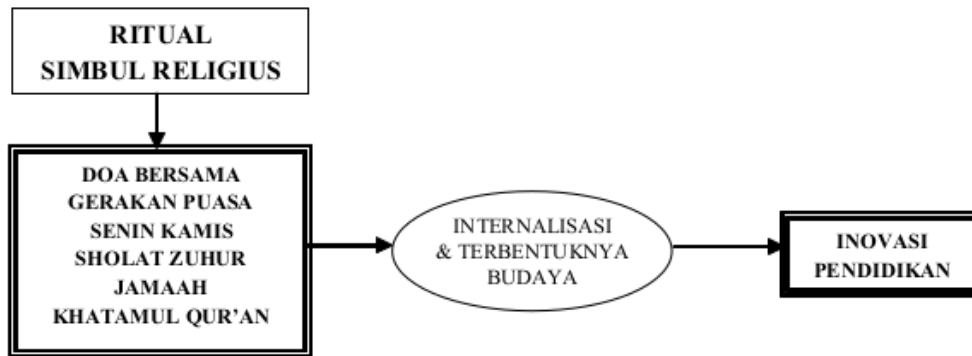 RITUAL
SIMBUL RELIGIUS
DOA BERSAMA
GERAKAN PUASA
SENIN KAMIS
SHOLAT ZUHUR
JAMAAH
KHATAMUL QUR'AN
INTERNALISASI
& TERBENTUKNYA
BUDAYA
INOVASI
PENDIDIKAN